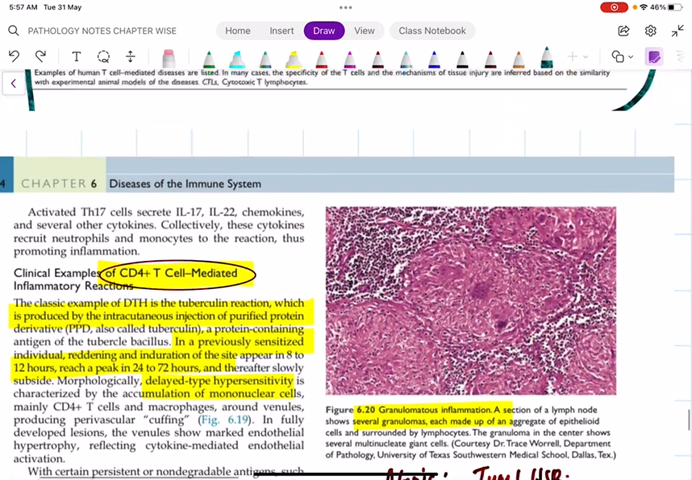 5:57 AM Tue 31 May
46%
PATHOLOGY NOTES CHAPTER WISE
Home Insert Draw View Class Notebook
Examples of human T cell–mediated diseases are listed. In many cases, the specificity of the T cells and the mechanisms of tissue injury are inferred based on the similarity
with experimental animal models of the diseases. CTLs, Cytotoxic T lymphocytes.
4 CHAPTER 6 Diseases of the Immune System
Activated Th17 cells secrete IL-17, IL-22, chemokines,
and several other cytokines. Collectively, these cytokines
recruit neutrophils and monocytes to the reaction, thus
promoting inflammation.
Clinical Examples of CD4+ T Cell–Mediated
Inflammatory Reactions
The classic example of DTH is the tuberculin reaction, which
is produced by the intracutaneous injection of purified protein
derivative (PPD, also called tuberculin), a protein-containing
antigen of the tubercle bacillus. In a previously sensitized
individual, reddening and induration of the site appear in 8 to
12 hours, reach a peak in 24 to 72 hours, and thereafter slowly
subside. Morphologically, delayed-type hypersensitivity is
characterized by the accumulation of mononuclear cells,
mainly CD4+ T cells and macrophages, around venules,
producing perivascular “cuffing” (Fig. 6.19). In fully
developed lesions, the venules show marked endothelial
hypertrophy, reflecting cytokine-mediated endothelial
activation.
With certain persistent or nondegradable antigens, such
Figure 6.20 Granulomatous inflammation. A section of a lymph node
shows several granulomas, each made up of an aggregate of epithelioid
cells and surrounded by lymphocytes. The granuloma in the center shows
several multinucleate giant cells. (Courtesy Dr. Trace Worrell, Department
of Pathology, University of Texas Southwestern Medical School, Dallas, Tex.)